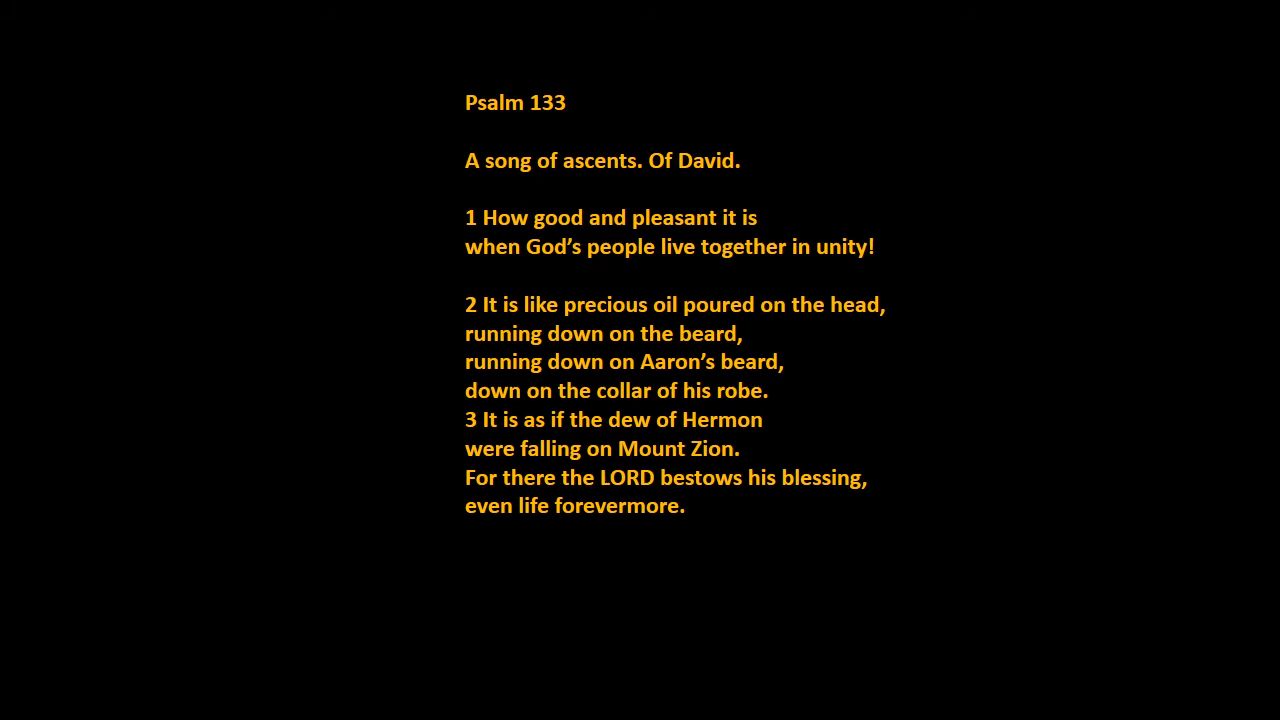 Psalm 133
A song of ascents. Of David.
1 How good and pleasant it is
when God’s people live together in unity!
2 It is like precious oil poured on the head,
running down on the beard,
running down on Aaron’s beard,
down on the collar of his robe.
3 It is as if the dew of Hermon
were falling on Mount Zion.
For there the LORD bestows his blessing,
even life forevermore.